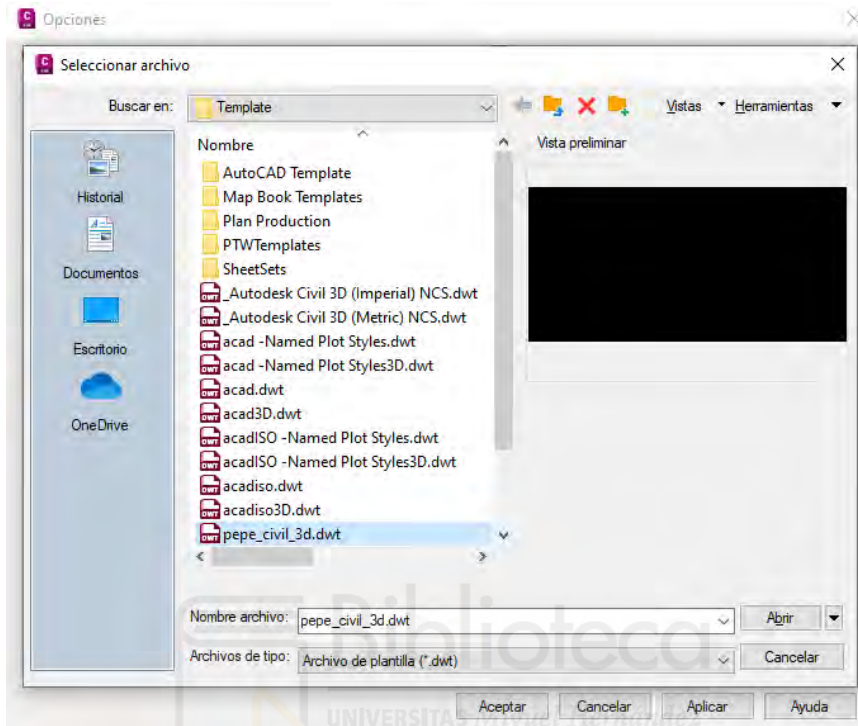 Opciones
Seleccionar archivo
Buscar en: Template Vistas Herramientas
Nombre
Vista preliminar
AutoCAD Template
Map Book Templates
Plan Production
PTWTemplates
SheetSets
_Autodesk Civil 3D (Imperial) NCS.dwt
_Autodesk Civil 3D (Metric) NCS.dwt
acad -Named Plot Styles.dwt
acad -Named Plot Styles3D.dwt
acad.dwt
acad3D.dwt
acadISO -Named Plot Styles.dwt
acadISO -Named Plot Styles3D.dwt
acadiso.dwt
acadiso3D.dwt
pepe_civil_3d.dwt
Historial
Documentos
Escritorio
OneDrive
Nombre archivo: pepe_civil_3d.dwt Abrir
Archivos de tipo: Archivo de plantilla (*.dwt) Cancelar
Biblioteca
Aceptar Cancelar Aplicar Ayuda
UNIVERSITAS Miguel Hernández